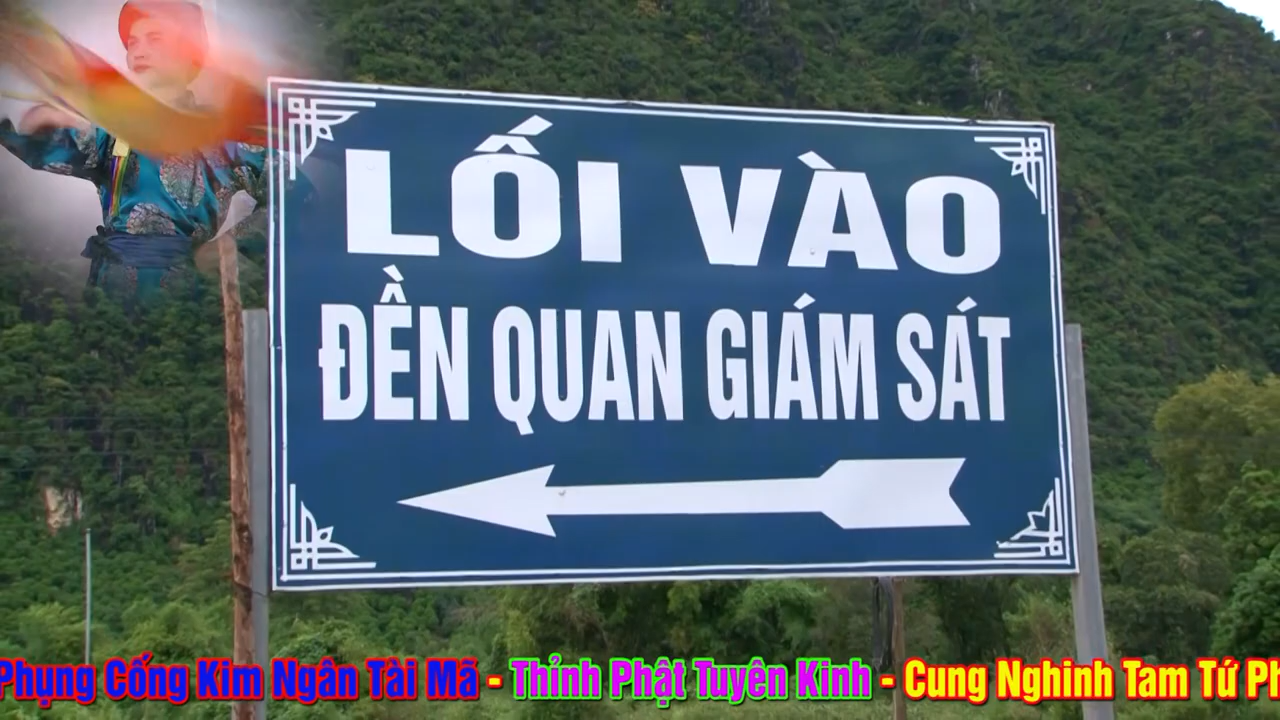 LỐI VÀO
ĐỀN QUAN GIÁM SÁT
Phụng Cống Kim Ngân Tài Mã - Thỉnh Phật Tuyên Kinh - Cung Nghinh Tam Tứ